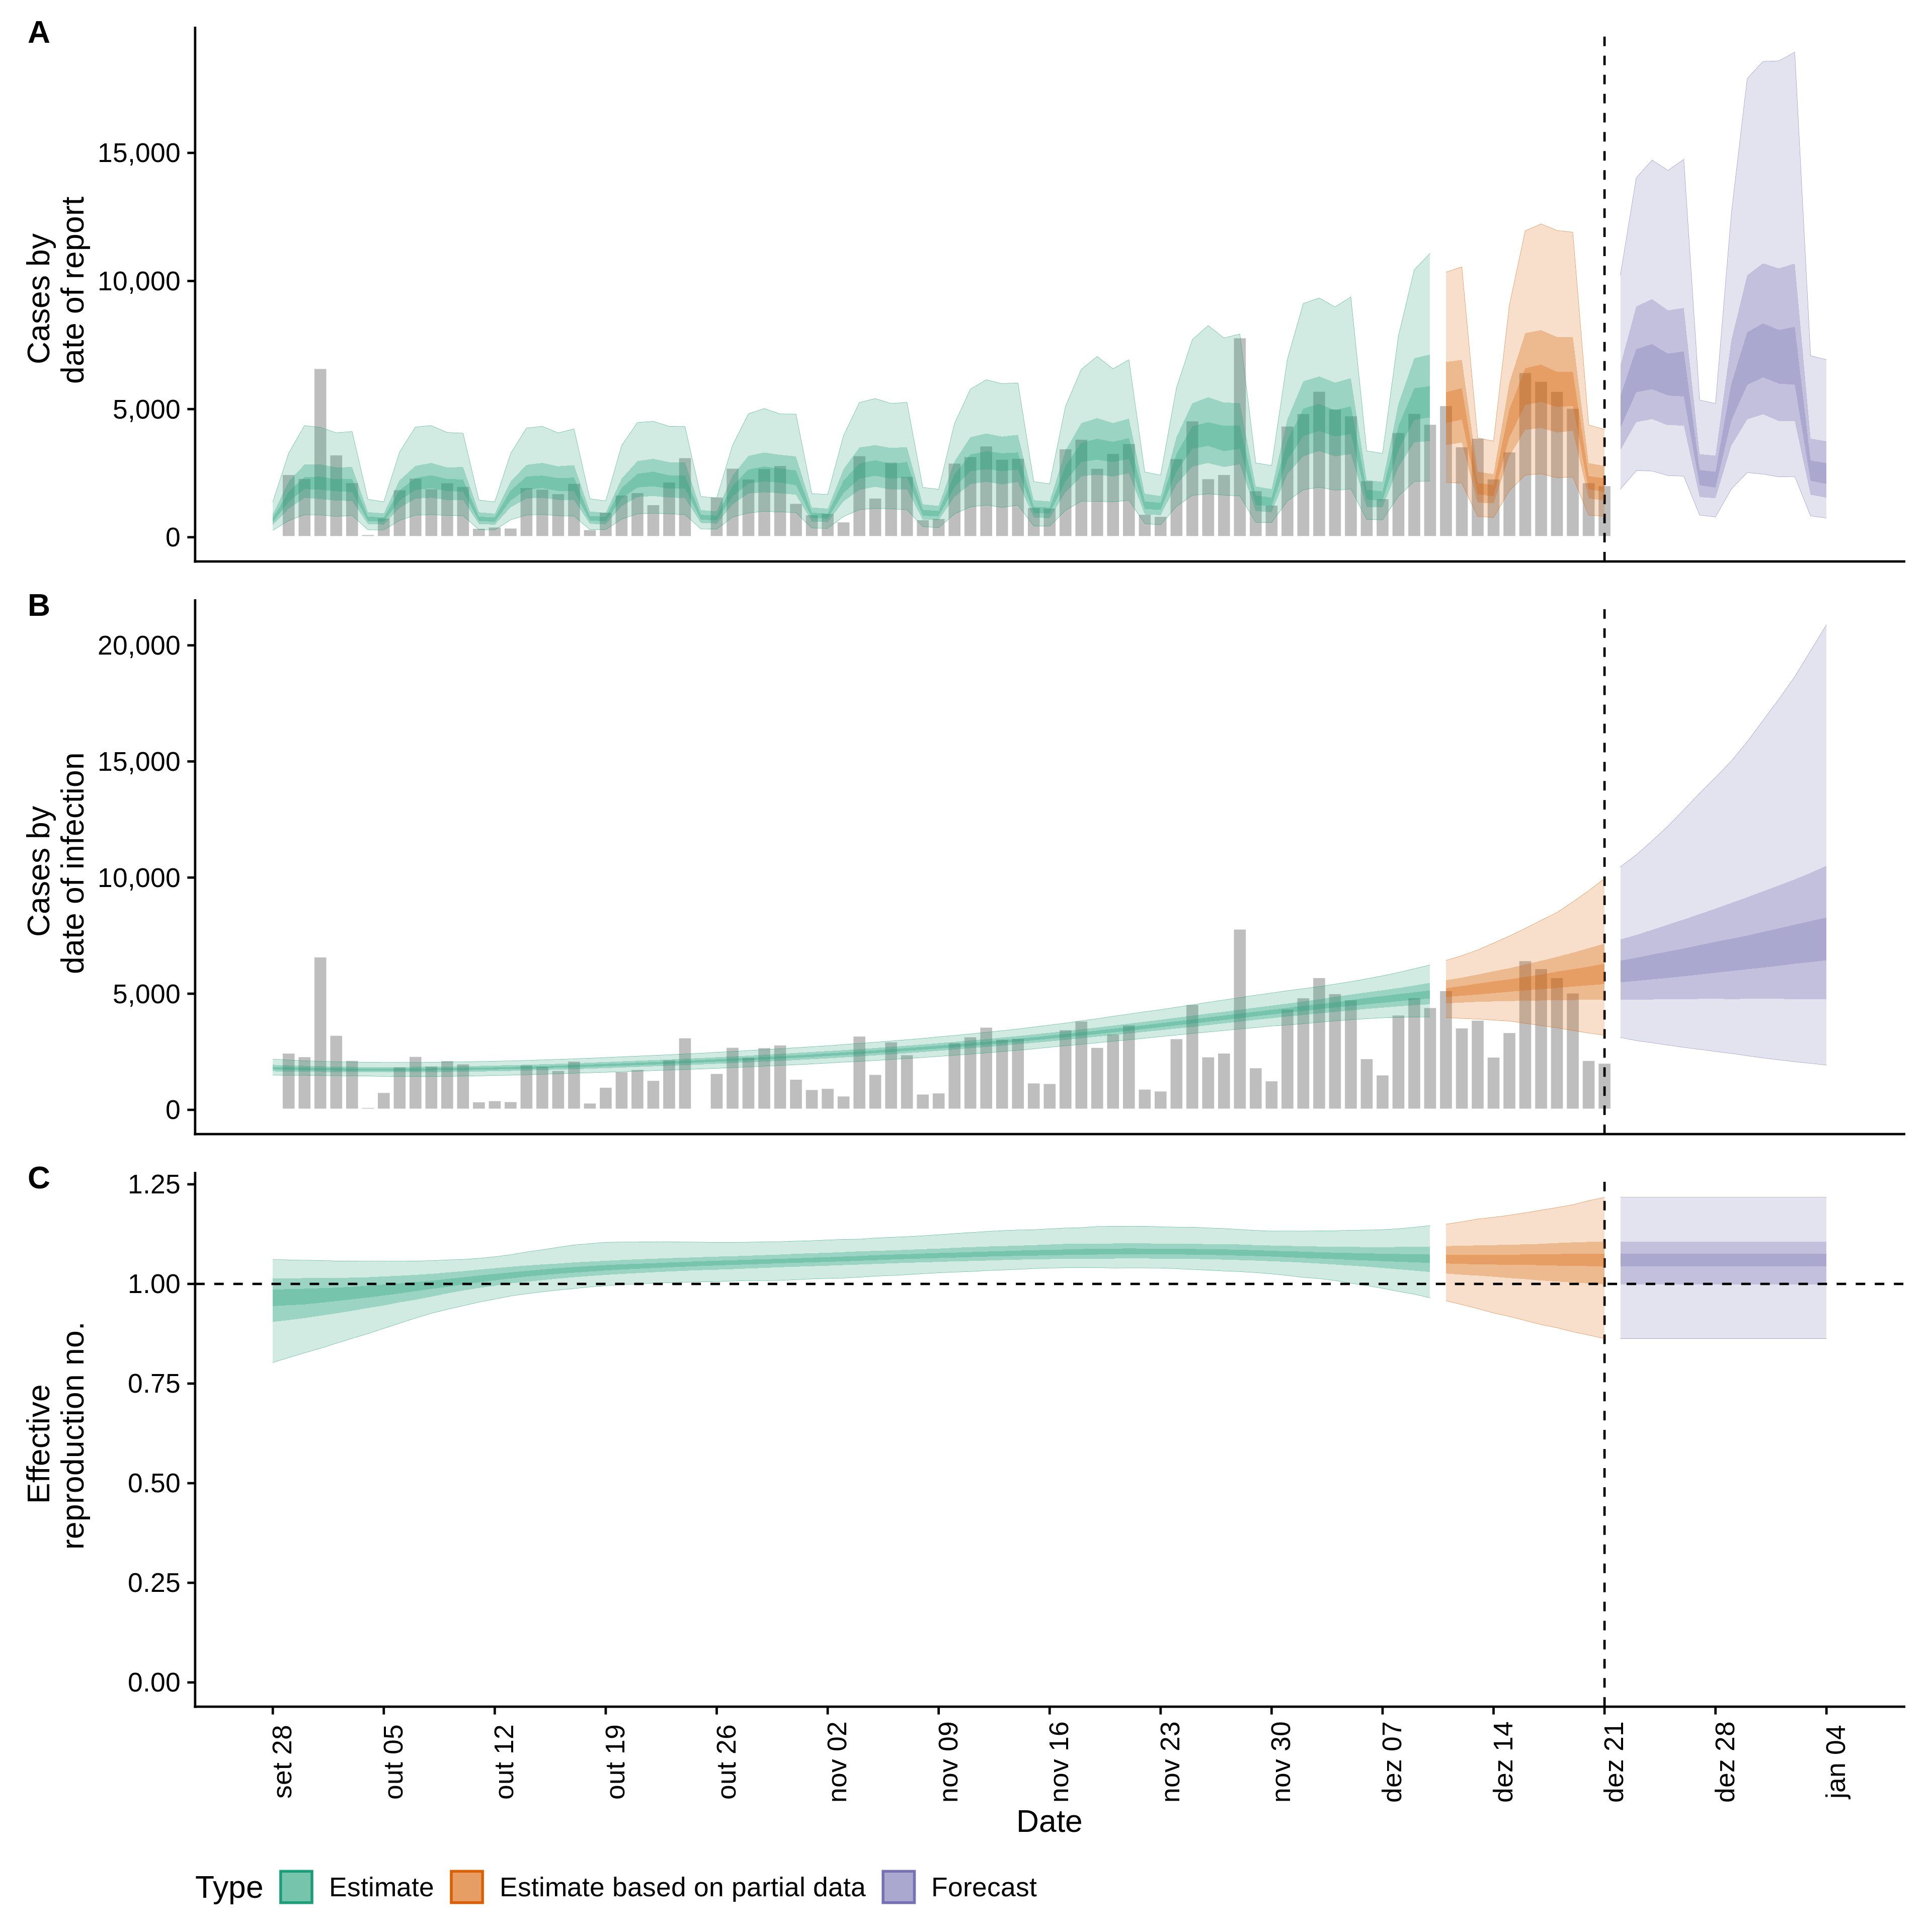 A
Cases by
date of report
15,000
10,000
5,000
0
B
Cases by
date of infection
20,000
15,000
10,000
5,000
0
C
Effective
reproduction no.
1.25
1.00
0.75
0.50
0.25
0.00
set 28
out 05
out 12
out 19
out 26
nov 02
nov 09
nov 16
nov 23
nov 30
dez 07
dez 14
dez 21
dez 28
jan 04
Date
Type
Estimate
Estimate based on partial data
Forecast